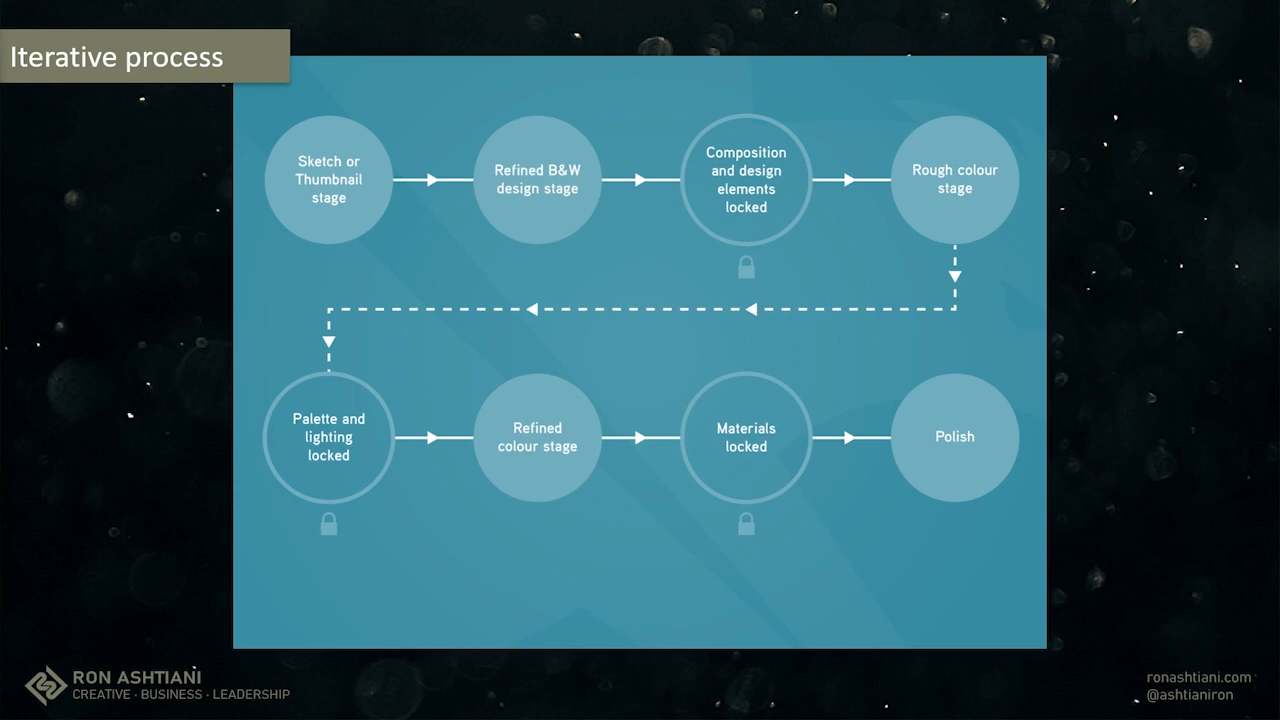 Iterative process
Sketch or
Thumbnail
stage
Refined B&W
design stage
Composition
and design
elements
locked
Rough colour
stage
Palette and
lighting
locked
Refined
colour stage
Materials
locked
Polish
RON ASHTIANI
CREATIVE · BUSINESS · LEADERSHIP
ronashtiani.com
@ashtianiron